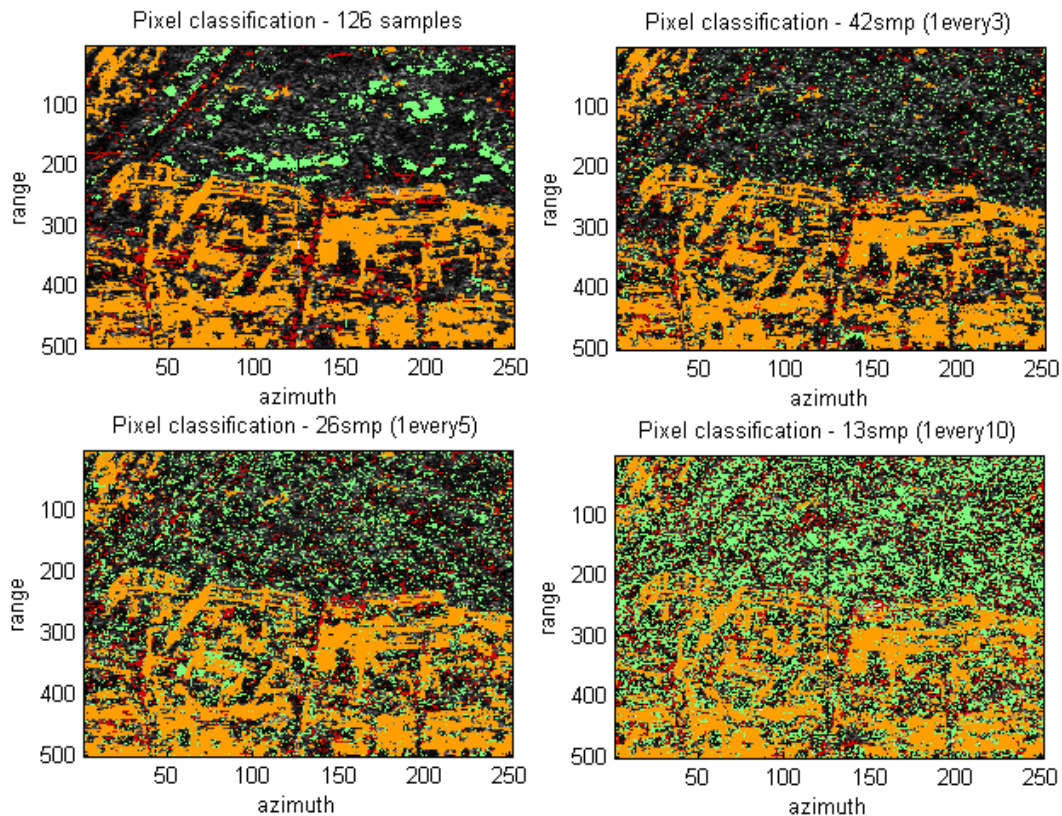 Pixel classification - 126 samples
100
200
300
400
500
range
50 100 150 200 250
azimuth
Pixel classification - 42smp (1every3)
100
200
300
400
500
range
50 100 150 200 250
azimuth
Pixel classification - 26smp (1every5)
100
200
300
400
500
range
50 100 150 200 250
azimuth
Pixel classification - 13smp (1every10)
100
200
300
400
500
range
50 100 150 200 250
azimuth